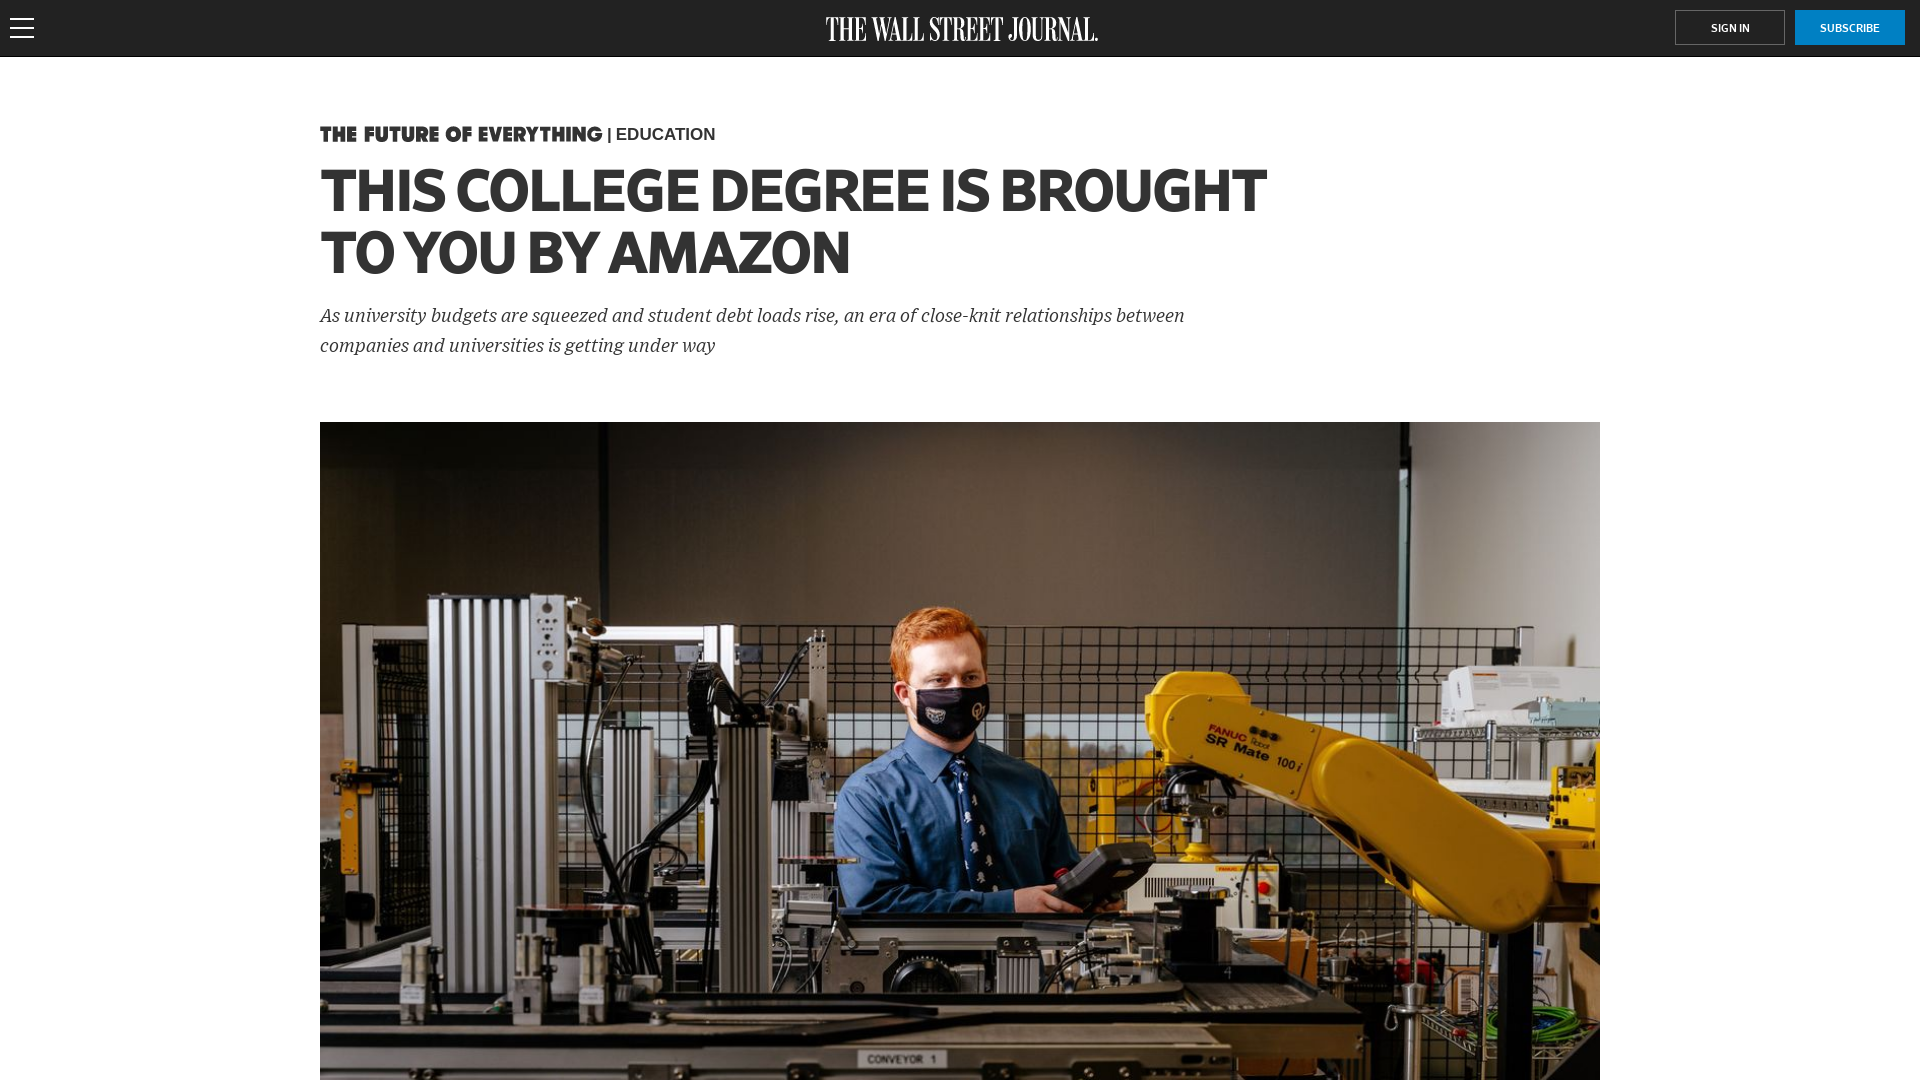 THE WALL STREET JOURNAL.
SIGN IN
SUBSCRIBE
THE FUTURE OF EVERYTHING | EDUCATION
THIS COLLEGE DEGREE IS BROUGHT
TO YOU BY AMAZON
As university budgets are squeezed and student debt loads rise, an era of close-knit relationships between
companies and universities is getting under way
FANUC
Robot
SR Mate 100i
CONVEYOR 1